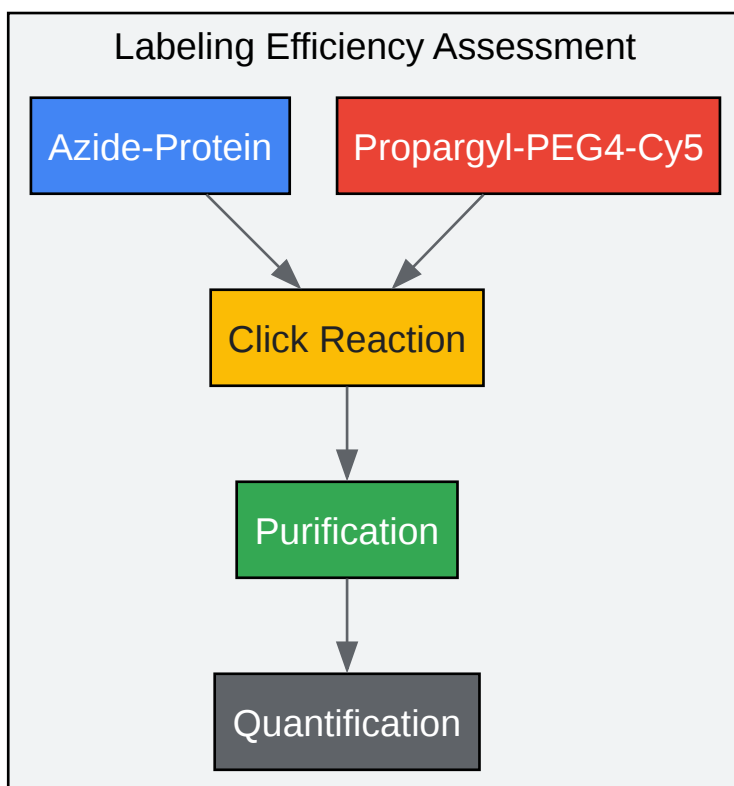 Labeling Efficiency Assessment
Azide-Protein
Propargyl-PEG4-Cy5
Click Reaction
Purification
Quantification